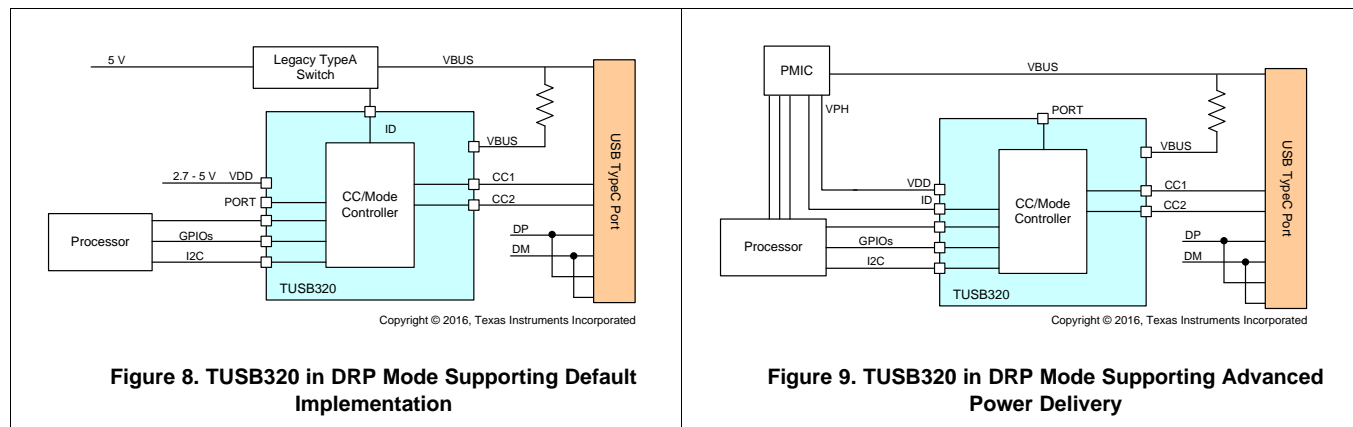 5 V
Legacy TypeA
Switch
VBUS
ID
VBUS
2.7 - 5 V VDD
CC1
PORT
CC/Mode
Controller
CC2
Processor
GPIOs
I2C
DP
DM
USB TypeC Port
TUSB320
Copyright © 2016, Texas Instruments Incorporated
Figure 8. TUSB320 in DRP Mode Supporting Default
Implementation
PMIC
VBUS
VPH
PORT
VBUS
VDD
CC1
ID
CC/Mode
Controller
CC2
Processor
GPIOs
I2C
DP
DM
USB TypeC Port
TUSB320
Copyright © 2016, Texas Instruments Incorporated
Figure 9. TUSB320 in DRP Mode Supporting Advanced
Power Delivery